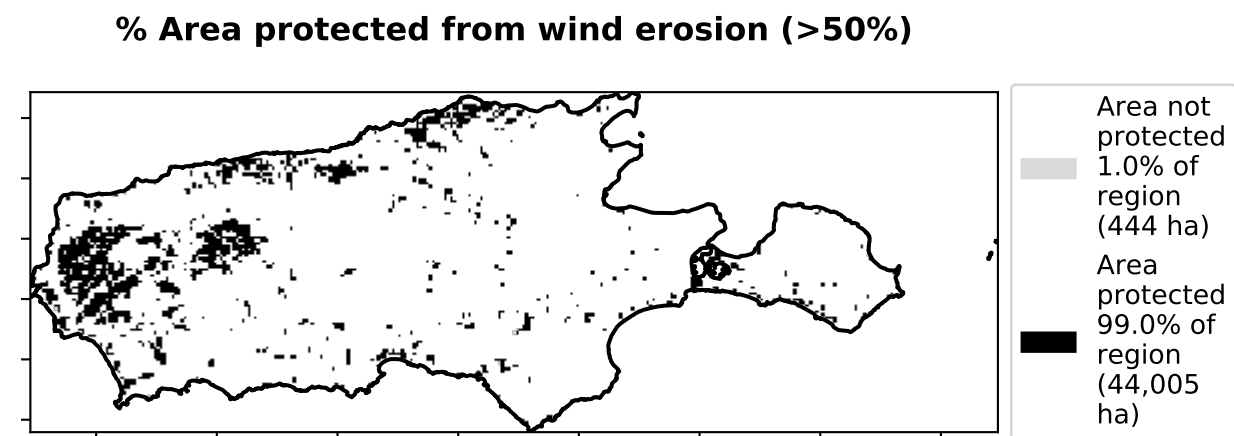 % Area protected from wind erosion (>50%)
Area not
protected
1.0% of
region
(444 ha)
Area
protected
99.0% of
region
(44,005
ha)